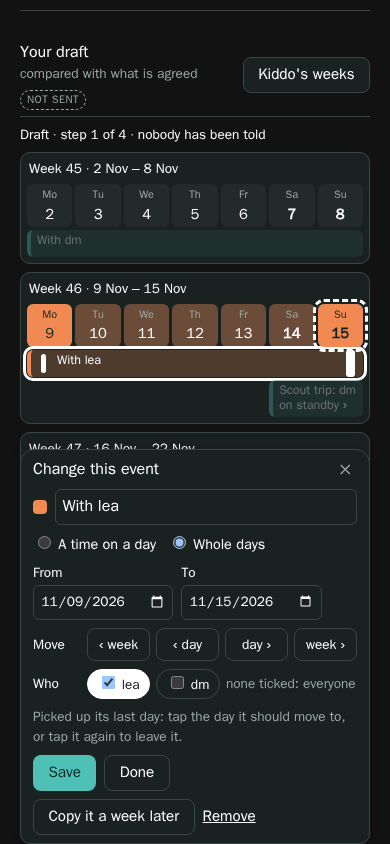 Your draft
compared with what is agreed
NOT SENT
Kiddo's weeks
Draft · step 1 of 4 · nobody has been told
Week 45 · 2 Nov – 8 Nov
Mo Tu We Th Fr Sa Su
2 3 4 5 6 7 8
With dm
Week 46 · 9 Nov – 15 Nov
Mo Tu We Th Fr Sa Su
9 10 11 12 13 14 15
With lea
Scout trip: dm
on standby ›
Week 47 · 16 Nov – 22 Nov
Change this event
With lea
A time on a day Whole days
From To
11/09/2026 11/15/2026
Move ‹ week ‹ day day › week ›
Who lea dm none ticked: everyone
Picked up its last day: tap the day it should move to,
or tap it again to leave it.
Save Done
Copy it a week later Remove